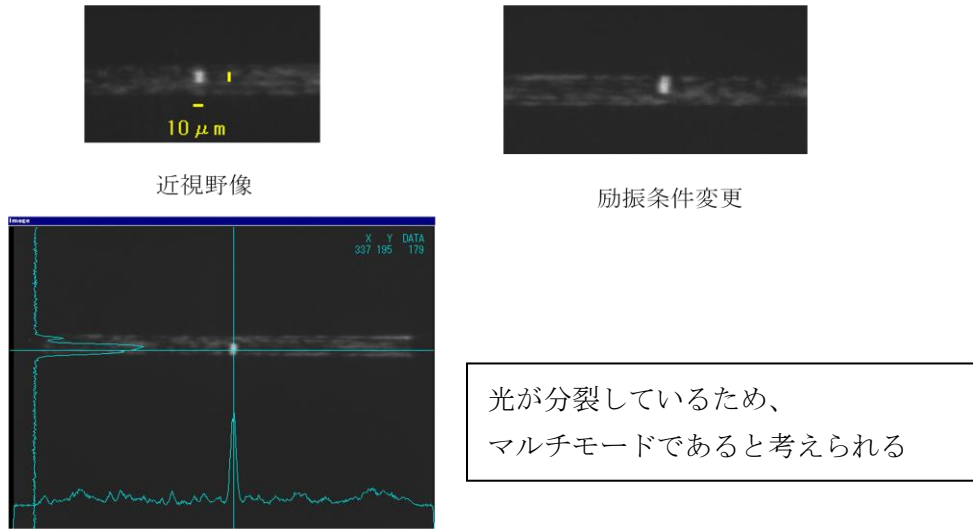 10μm
近視野像
励振条件変更
Image
X Y DATA
337 195 179
光が分裂しているため、
マルチモードであると考えられる